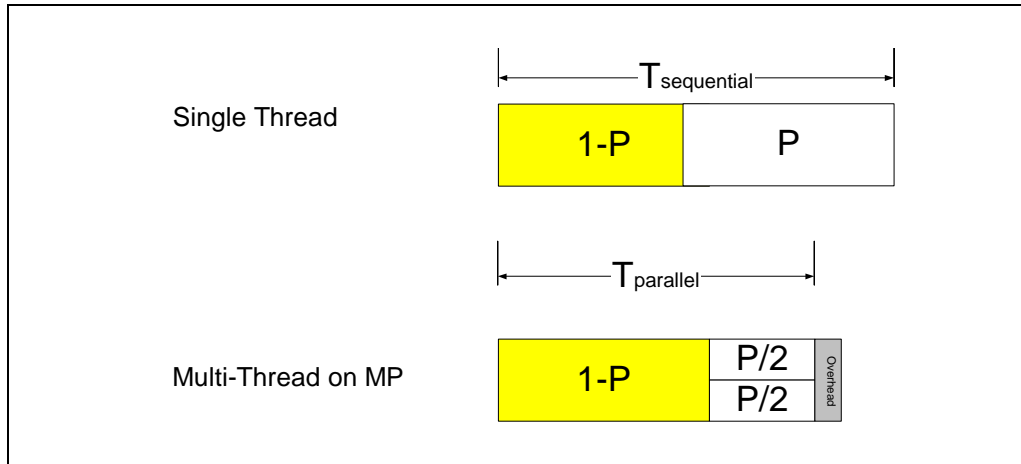 Tsequential
Single Thread
1-P
P
Tparallel
Multi-Thread on MP
1-P
P/2
P/2
Overhead